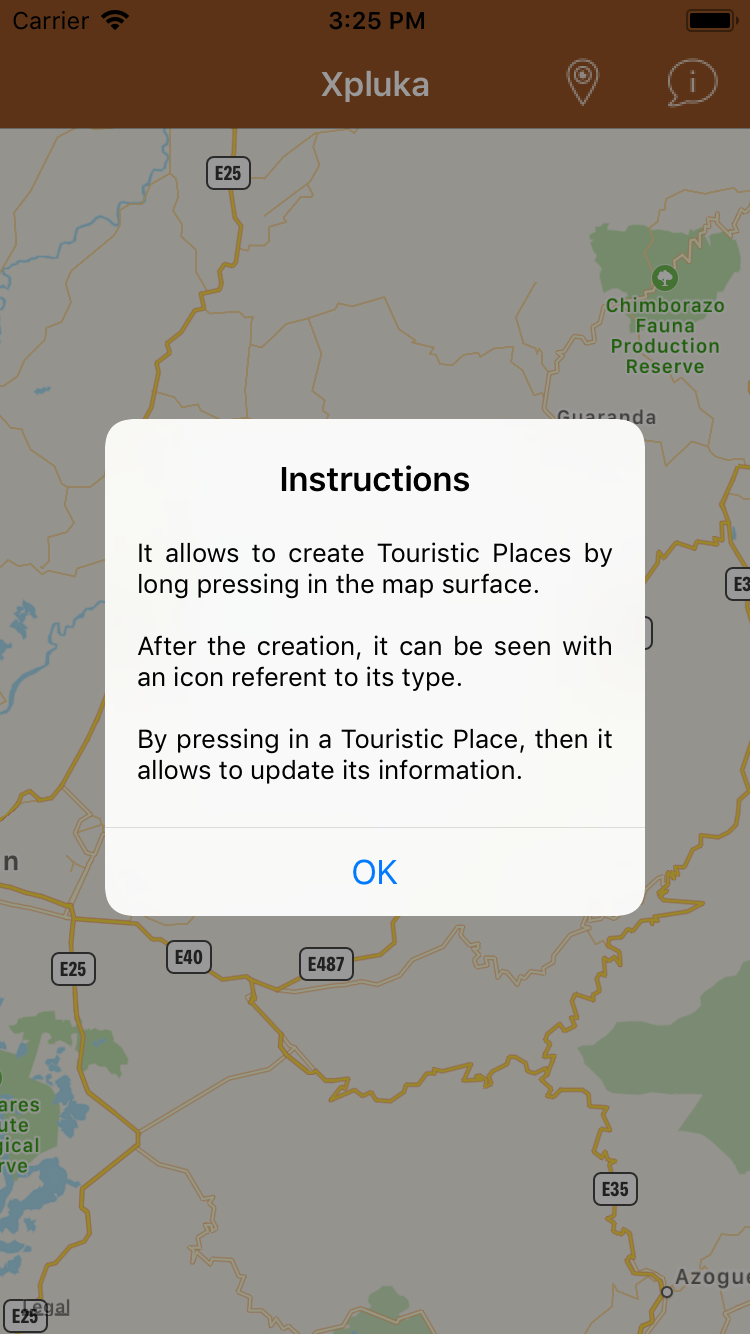 Carrier
3:25 PM
Xpluka
i
E25
Chimborazo
Fauna
Production
Reserve
Guaranda
Instructions
It allows to create Touristic Places by
long pressing in the map surface.
E3
After the creation, it can be seen with
an icon referent to its type.
By pressing in a Touristic Place, then it
allows to update its information.
n
OK
E25
E40
E487
ares
ute
gical
rve
E35
Azogue
Legal
E25